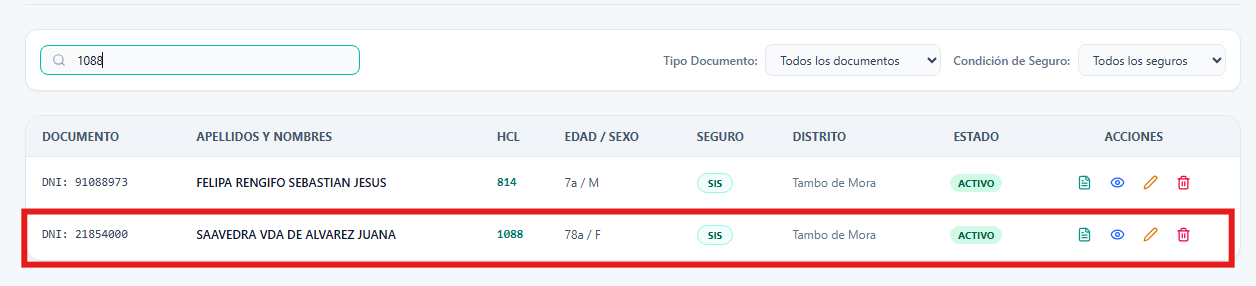 1088
Tipo Documento: Todos los documentos Condición de Seguro: Todos los seguros
DOCUMENTO APELLIDOS Y NOMBRES HCL EDAD / SEXO SEGURO DISTRITO ESTADO ACCIONES
DNI: 91088973 FELIPA RENGIFO SEBASTIAN JESUS 814 7a / M SIS Tambo de Mora ACTIVO
DNI: 21854000 SAAVEDRA VDA DE ALVAREZ JUANA 1088 78a / F SIS Tambo de Mora ACTIVO